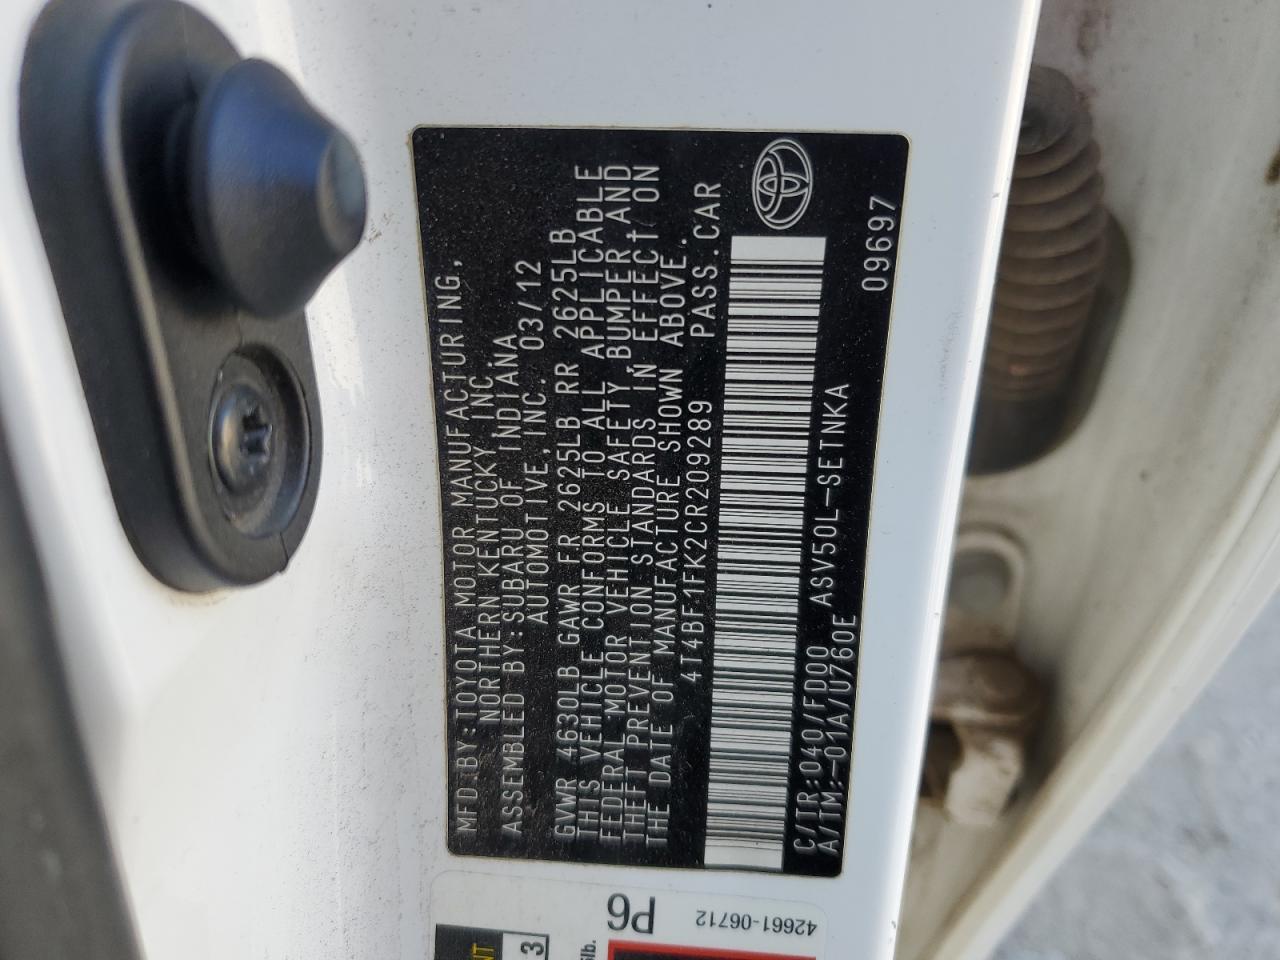 MFD BY:TOYOTA MOTOR MANUFACTURING,
NORTHERN KENTUCKY,INC.
ASSEMBLED BY:SUBARU OF INDIANA
AUTOMOTIVE,INC. 03/12
GVWR 4630LB GAWR FR 2625LB RR 2625LB
THIS VEHICLE CONFORMS TO ALL APPLICABLE
FEDERAL MOTOR VEHICLE SAFETY,BUMPER,AND
THEFT PREVENTION STANDARDS IN EFFECT ON
THE DATE OF MANUFACTURE SHOWN ABOVE.
4T4BF1FK2CR209289 PASS.CAR
C/TR:040/FD00 ASV50L-SETNKA
A/TM:-01A/U760E 09697
P6
42661-06712
NT
3
lb.